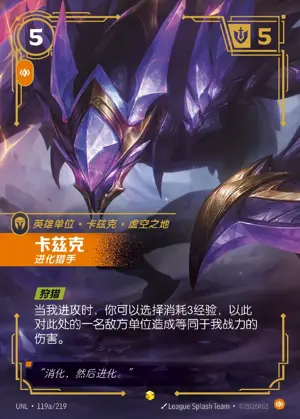 5
5
英雄单位・卡兹克・虚空之地
卡兹克
进化猎手
狩猎
当我进攻时，你可以选择消耗3经验，以此
对此处的一名敌方单位造成等同于我战力的
伤害。
"消化，然后进化。"
UNL・119a/219
League Splash Team
©2026RG